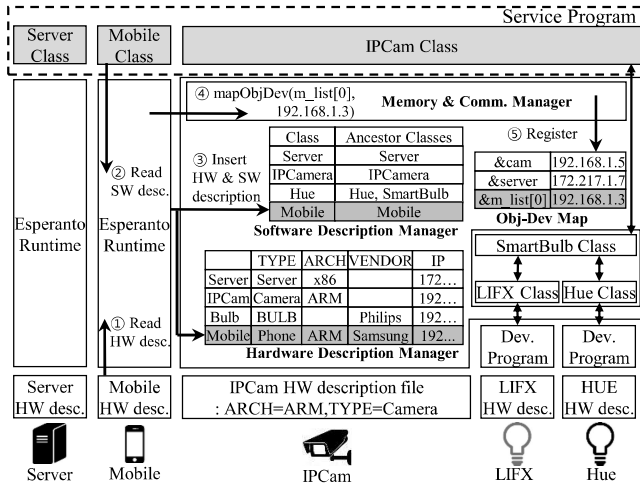 Service Program
Server
Class
Mobile
Class
IPCam Class
④ mapObjDev(m_list[0],
192.168.1.3)
Memory & Comm. Manager
⑤ Register
③ Insert
HW & SW
description
② Read
SW desc.
Class Ancestor Classes
Server Server
IPCamera IPCamera
Hue Hue, SmartBulb
Mobile Mobile
Software Description Manager
&cam 192.168.1.5
&server 172.217.1.7
&m_list[0] 192.168.1.3
Obj-Dev Map
Esperanto
Runtime
Esperanto
Runtime
SmartBulb Class
LIFX Class Hue Class
TYPE ARCH VENDOR IP
Server Server x86 172…
IPCam Camera ARM 192…
Bulb BULB Philips 192…
Mobile Phone ARM Samsung 192…
Hardware Description Manager
① Read
HW desc.
Dev.
Program
Dev.
Program
Server
HW desc.
Mobile
HW desc.
IPCam HW description file
: ARCH=ARM,TYPE=Camera
LIFX
HW desc.
HUE
HW desc.
Server Mobile IPCam LIFX Hue